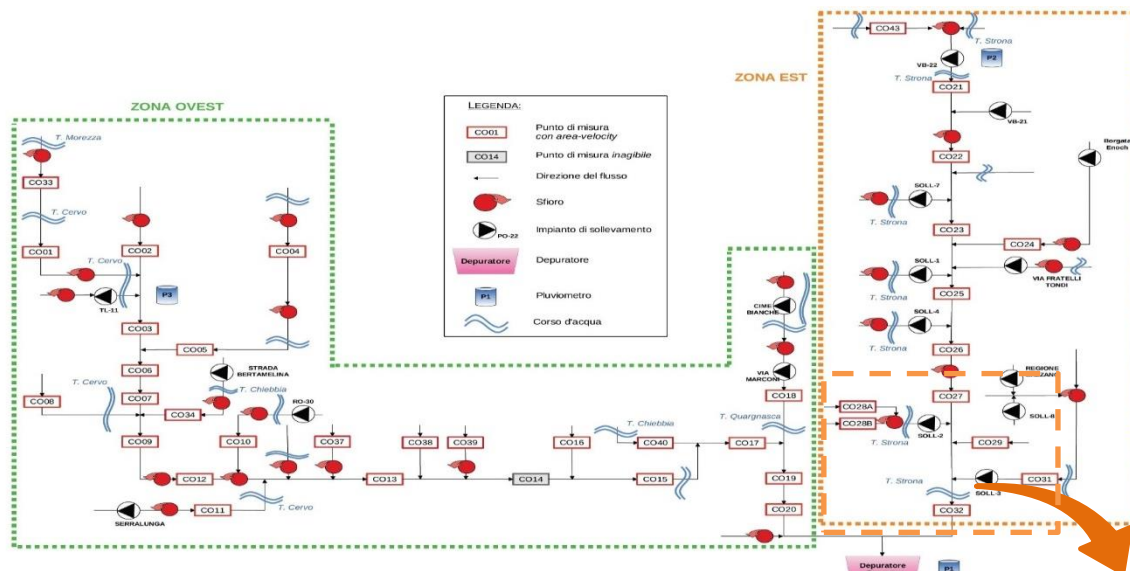 ZONA OVEST
ZONA EST
LEGENDA:
CO01
Punto di misura
con area-velocity
CO14
Punto di misura inagibile
Direzione del flusso
Sfioro
PO-22
Impianto di sollevamento
Depuratore
Depuratore
P1
Pluviometro
Corso d'acqua
T. Morezza
CO33
T. Cervo
CO01
CO02
CO04
T. Cervo
TL-11
P3
CO03
CO05
CO06
STRADA
BERTAMELINA
T. Cervo
T. Chiebbia
CO08
CO07
CO34
RO-30
CO09
CO10
CO37
CO38
CO39
CO16
T. Chiebbia
CO40
CO17
CO12
CO13
CO14
CO15
SERRALUNGA
CO11
T. Cervo
CIME
BIANCHE
VIA
MARCONI
CO18
T. Quargnasca
CO19
CO20
CO43
T. Strona
VB-22
P2
T. Strona
CO21
VB-21
Borgata
Enoch
CO22
SOLL-7
T. Strona
CO23
CO24
SOLL-1
VIA FRATELLI
TONDI
T. Strona
CO25
SOLL-4
T. Strona
CO26
REGIONE
CO27
CO28A
CO28B
SOLL-8
T. Strona
SOLL-2
CO29
T. Strona
SOLL-3
CO31
CO32
Depuratore
P1